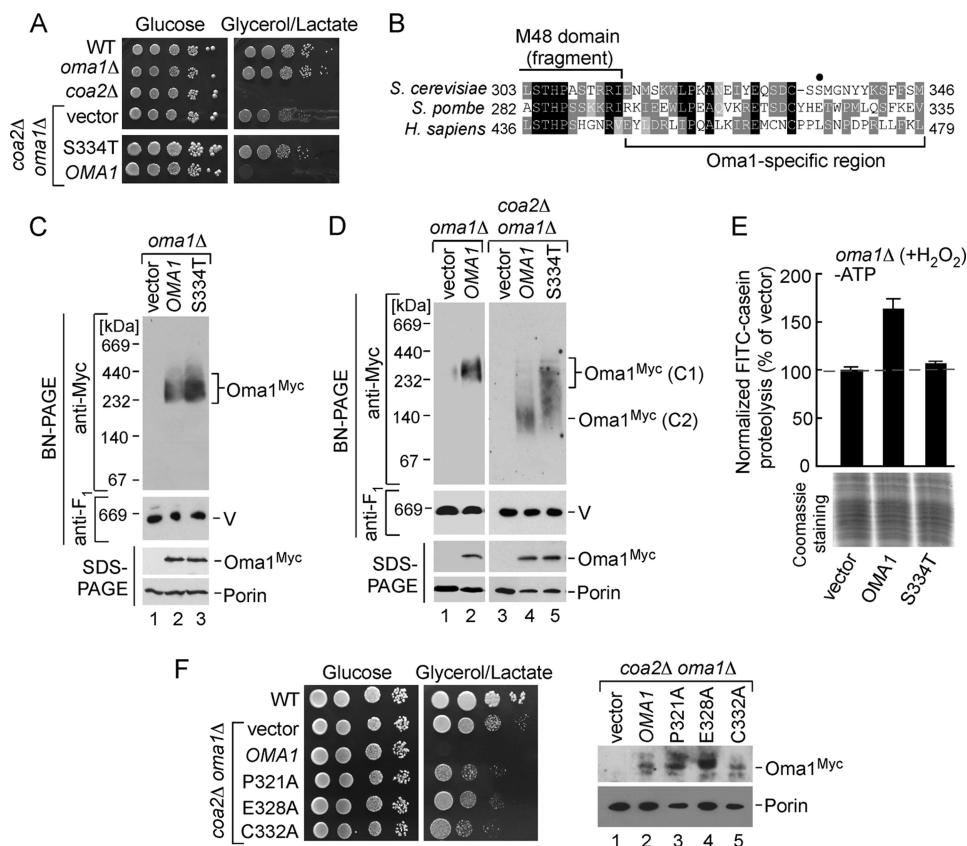 A
Glucose Glycerol/Lactate
WT
oma1Δ
coa2Δ
vector
S334T
OMA1
coa2Δ
oma1Δ
B
M48 domain
(fragment)
S. cerevisiae 303 LSTHPASTRRIENMSKWLPKANEIYEQSDC-SSMGNYYKSFFSM 346
S. pombe 282 ATHPSSKKRIRKIEEWLPEAQVKRETSDCYHETWPMLQSFKEV 335
H. sapiens 436 LSTHPSHGNRVEYLDRLIPQALKIREMCNCPPLSNPDPRLLFKL 479
Oma1-specific region
C
oma1Δ
vector
OMA1
S334T
[kDa]
669
440
232
140
67
BN-PAGE
anti-Myc
Oma1Myc
anti-F1
669
V
SDS-
PAGE
Oma1Myc
Porin
1 2 3
D
coa2Δ
oma1Δ oma1Δ
vector
OMA1
vector
OMA1
S334T
[kDa]
669
440
232
140
67
BN-PAGE
anti-Myc
Oma1Myc (C1)
Oma1Myc (C2)
anti-F1
669
V
SDS-
PAGE
Oma1Myc
Porin
1 2 3 4 5
E
oma1Δ (+H2O2)
-ATP
200
150
100
50
0
Normalized FITC-casein
proteolysis (% of vector)
Coomassie
staining
vector
OMA1
S334T
F
Glucose Glycerol/Lactate
WT
vector
OMA1
P321A
E328A
C332A
coa2Δ oma1Δ
coa2Δ oma1Δ
vector
OMA1
P321A
E328A
C332A
Oma1Myc
Porin
1 2 3 4 5